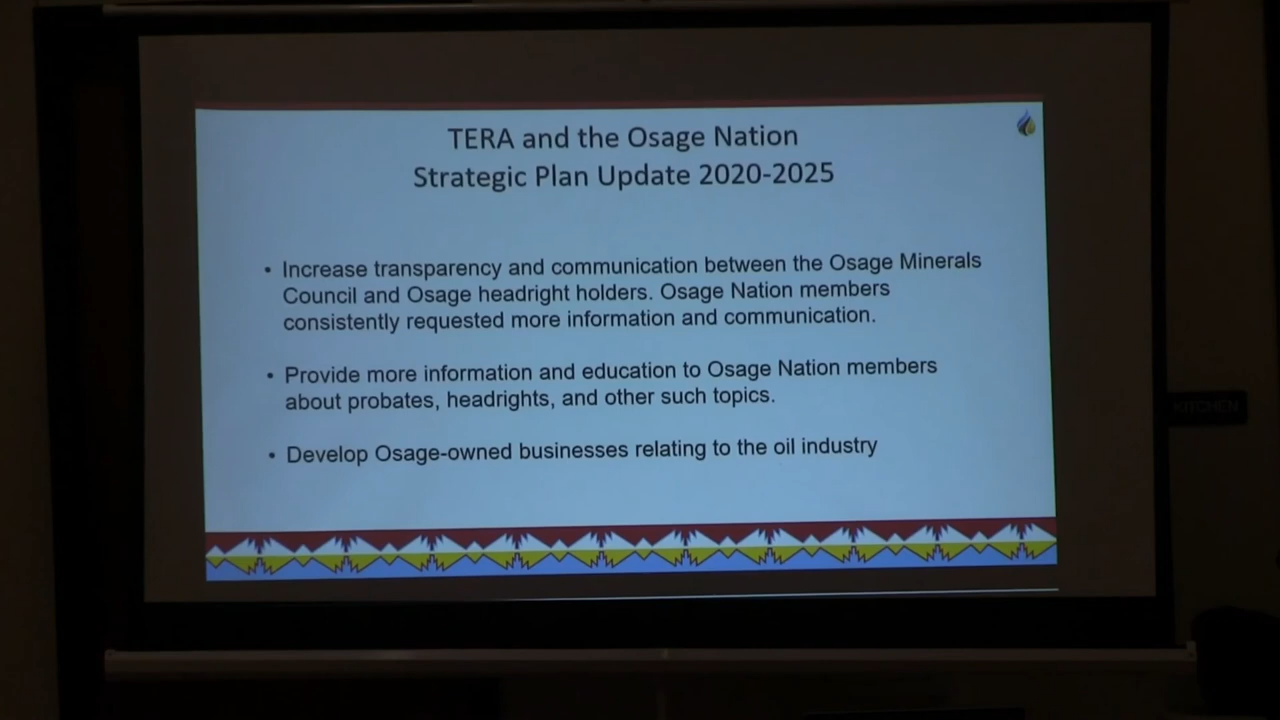 TERA and the Osage Nation
Strategic Plan Update 2020-2025
• Increase transparency and communication between the Osage Minerals
Council and Osage headright holders. Osage Nation members
consistently requested more information and communication.
• Provide more information and education to Osage Nation members
about probates, headrights, and other such topics.
• Develop Osage-owned businesses relating to the oil industry
KITCHEN